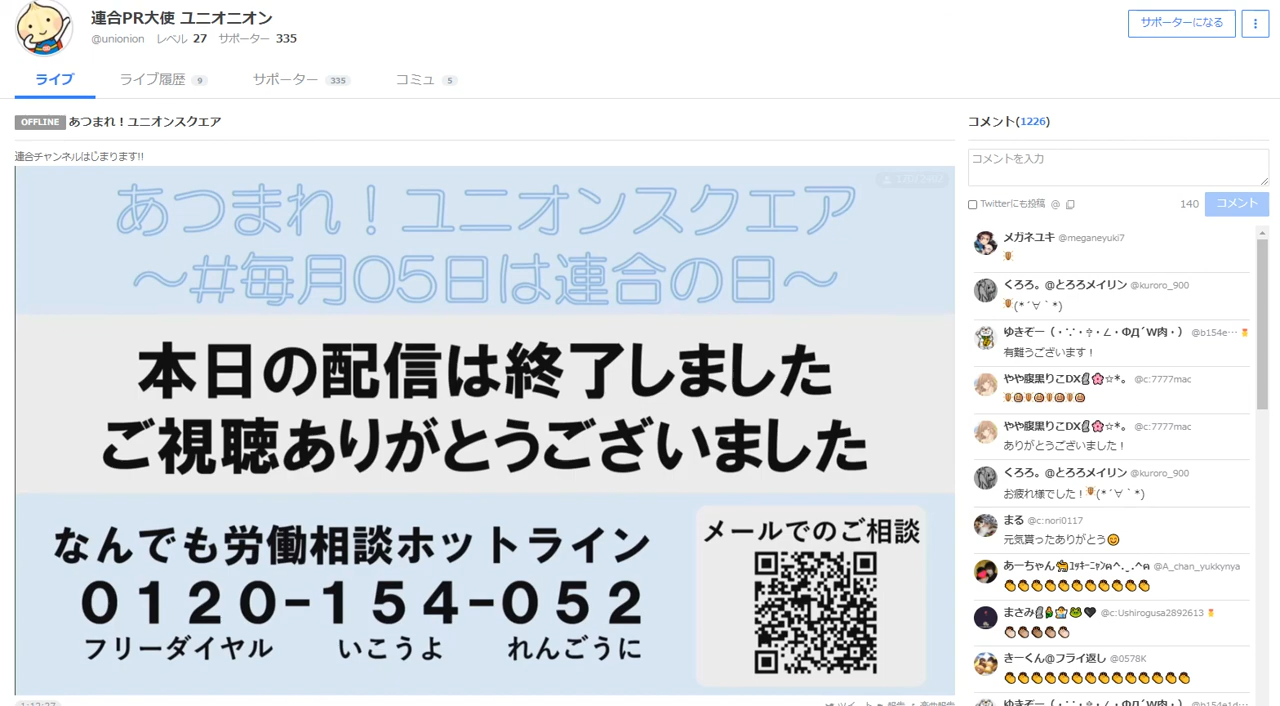 連合PR大使 ユニオニオン
@unionion レベル 27 サポーター 335
サポーターになる
ライブ ライブ履歴 9 サポーター 335 コミュ 5
OFFLINE あつまれ！ユニオンスクエア
連合チャンネルはじまります!!
あつまれ！ユニオンスクエア
～#毎月05日は連合の日～
本日の配信は終了しました
ご視聴ありがとうございました
なんでも労働相談ホットライン
0120-154-052
フリーダイヤル いこうよ れんごうに
メールでのご相談
コメント(1226)
コメントを入力
Twitterにも投稿 @ 140 コメント
メガネユキ @meganeyuki7
くろろ。@とろろメイリン @kuroro_900
(*´∀｀*)
ゆきぞー @b154e…
有難うございます！
やや腹黒りこDX🌸☆*。 @c:7777mac
やや腹黒りこDX🌸☆*。 @c:7777mac
ありがとうございました！
くろろ。@とろろメイリン @kuroro_900
お疲れ様でした！(*´∀｀*)
まる @c:nori0117
元気貰ったありがとう😊
あーちゃん @A_chan_yukkynya
👏👏👏👏👏👏👏👏👏👏👏
まさみ @c:Ushirogusa2892613
きーくん@フライ返し @0578K
👏👏👏👏👏👏👏👏👏👏👏👏👏👏